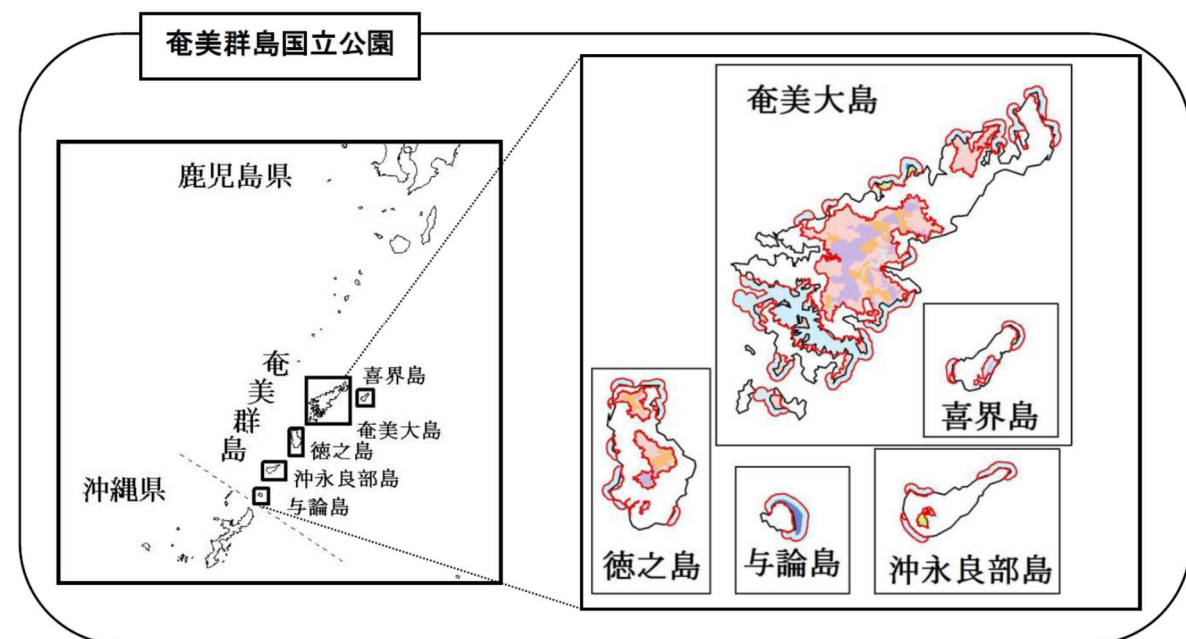 奄美群島国立公園
鹿児島県
奄美群島
喜界島
奄美大島
徳之島
沖永良部島
与論島
沖縄県
奄美大島
喜界島
徳之島
与論島
沖永良部島